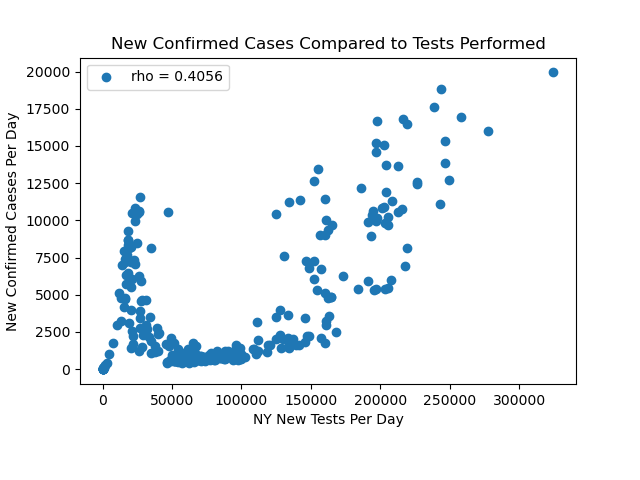 New Confirmed Cases Compared to Tests Performed
rho = 0.4056
20000
17500
15000
12500
10000
7500
5000
2500
0
New Confirmed Caeses Per Day
0 50000 100000 150000 200000 250000 300000
NY New Tests Per Day